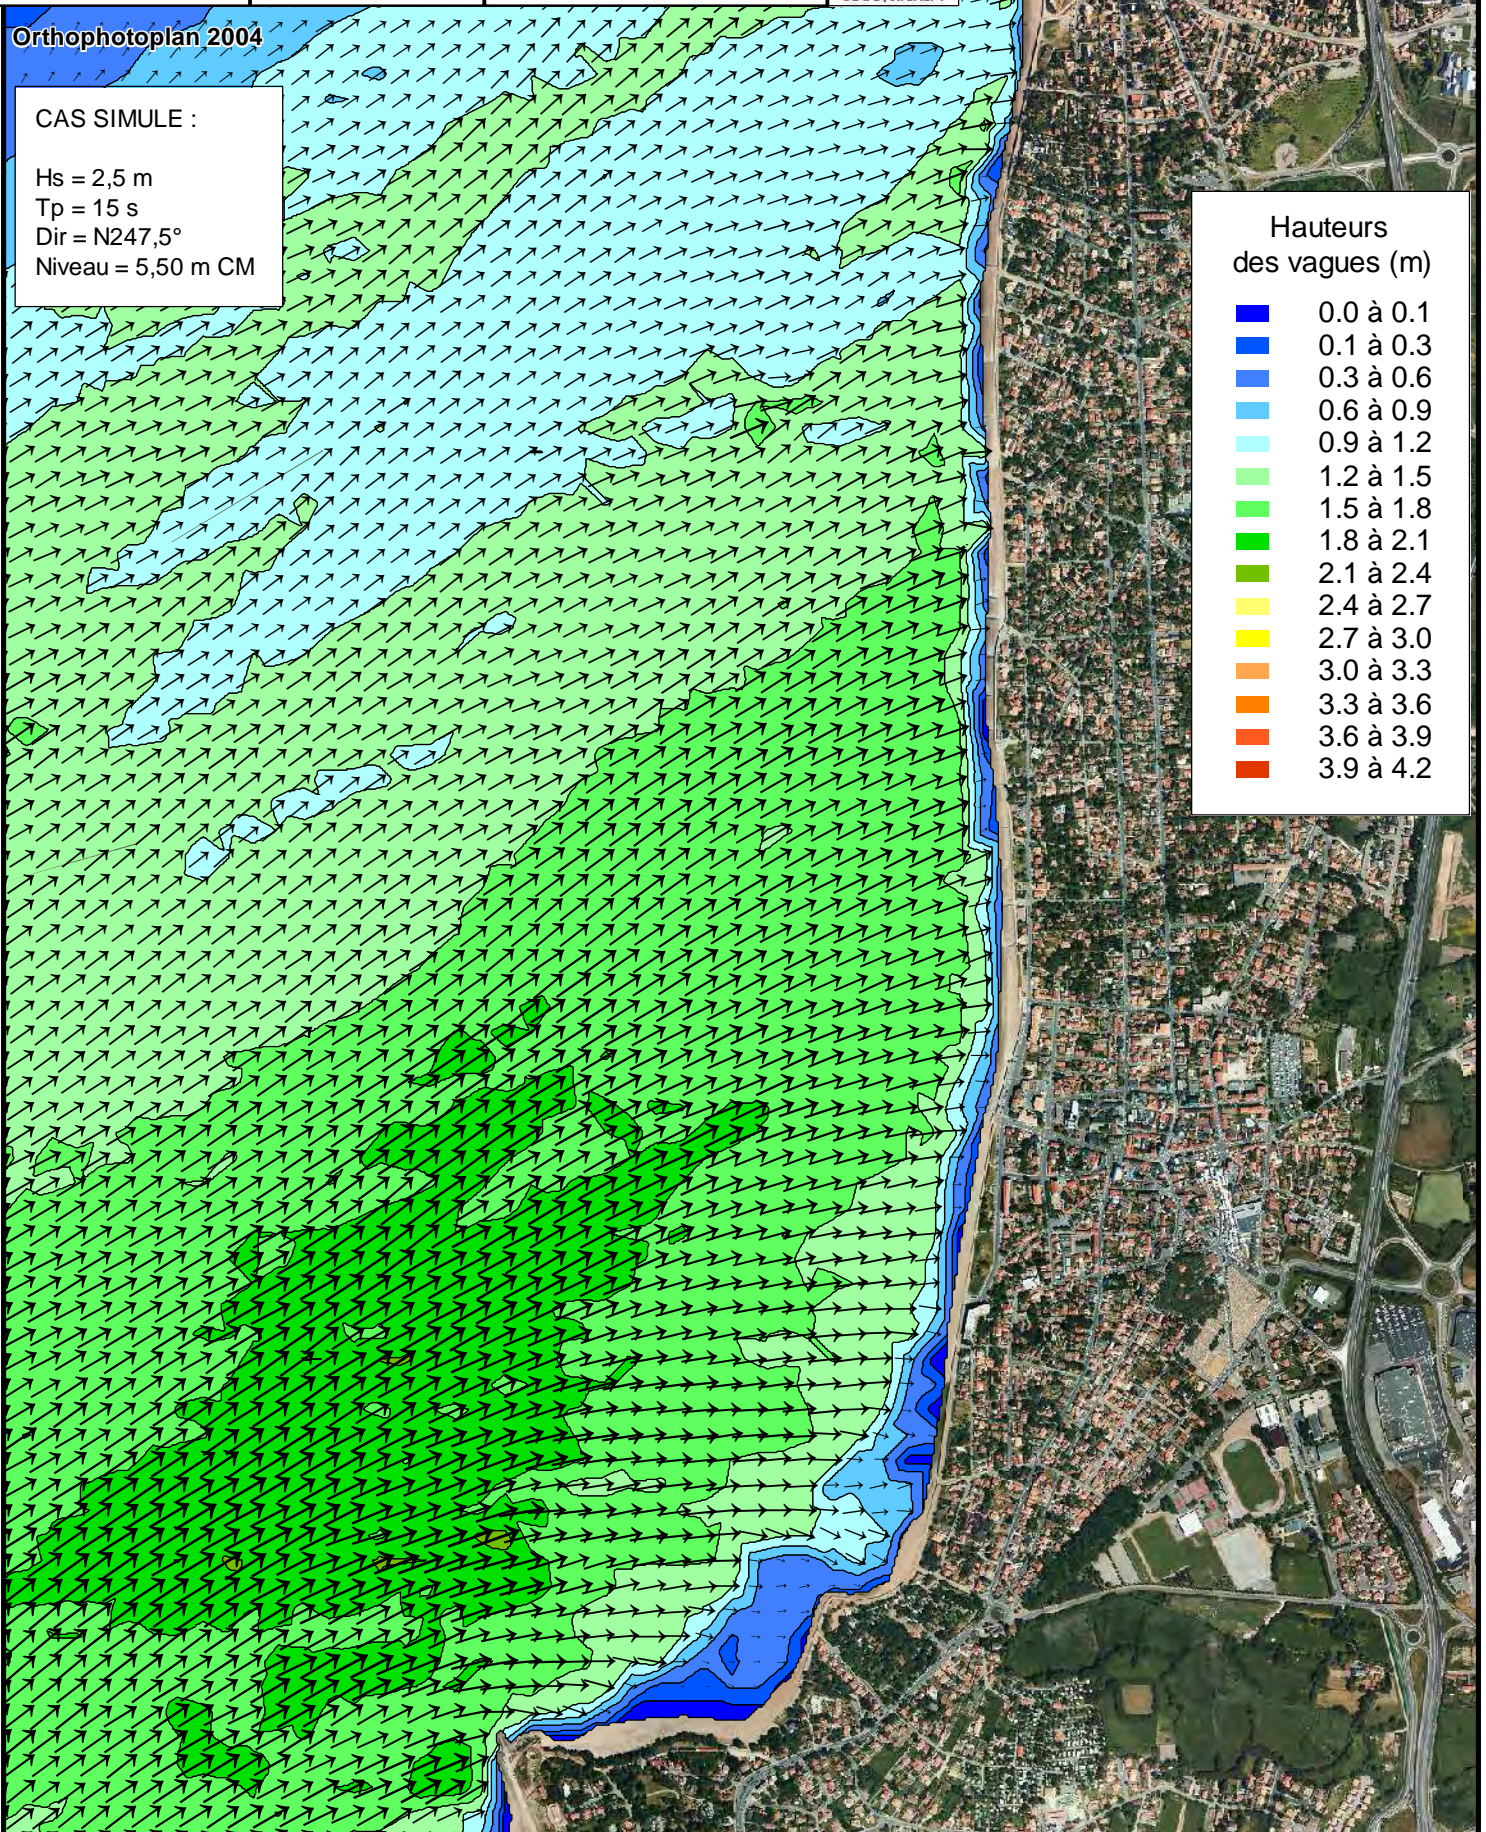 Orthophotoplan 2004
CAS SIMULE :
Hs = 2,5 m
Tp = 15 s
Dir = N247,5°
Niveau = 5,50 m CM
Hauteurs
des vagues (m)
0.0 à 0.1
0.1 à 0.3
0.3 à 0.6
0.6 à 0.9
0.9 à 1.2
1.2 à 1.5
1.5 à 1.8
1.8 à 2.1
2.1 à 2.4
2.4 à 2.7
2.7 à 3.0
3.0 à 3.3
3.3 à 3.6
3.6 à 3.9
3.9 à 4.2